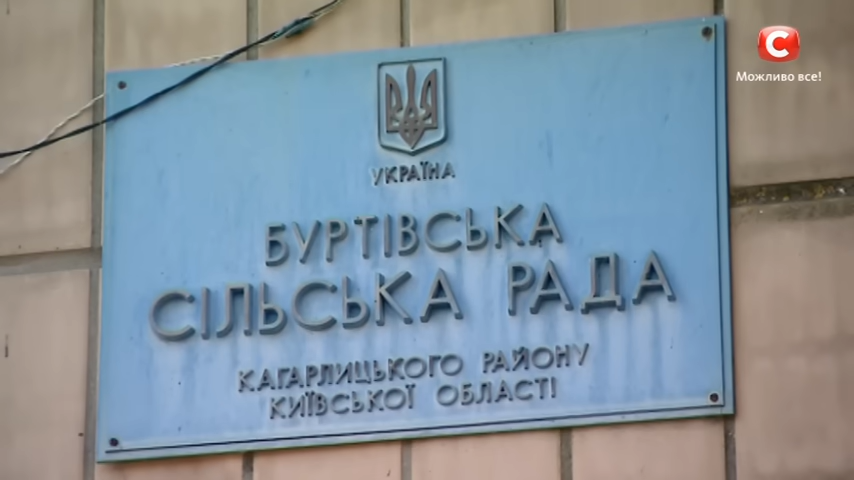 С
Можливо все!
УКРАЇНА
БУРТІВСЬКА
СІЛЬСЬКА РАДА
КАГАРЛИЦЬКОГО РАЙОНУ
КИЇВСЬКОЇ ОБЛАСТІ